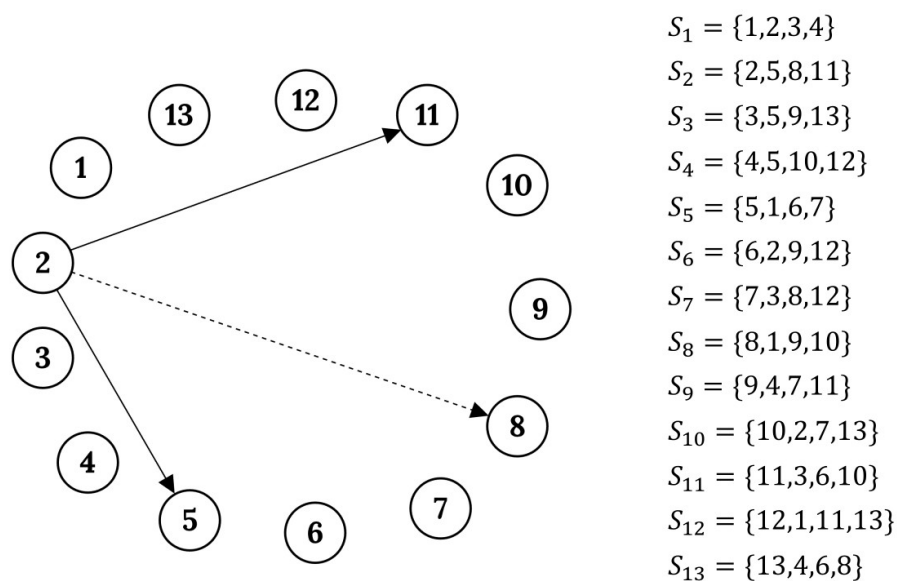 12
13
11
1
10
2
9
3
8
4
7
5
6
S₁ = {1,2,3,4}
S₂ = {2,5,8,11}
S₃ = {3,5,9,13}
S₄ = {4,5,10,12}
S₅ = {5,1,6,7}
S₆ = {6,2,9,12}
S₇ = {7,3,8,12}
S₈ = {8,1,9,10}
S₉ = {9,4,7,11}
S₁₀ = {10,2,7,13}
S₁₁ = {11,3,6,10}
S₁₂ = {12,1,11,13}
S₁₃ = {13,4,6,8}